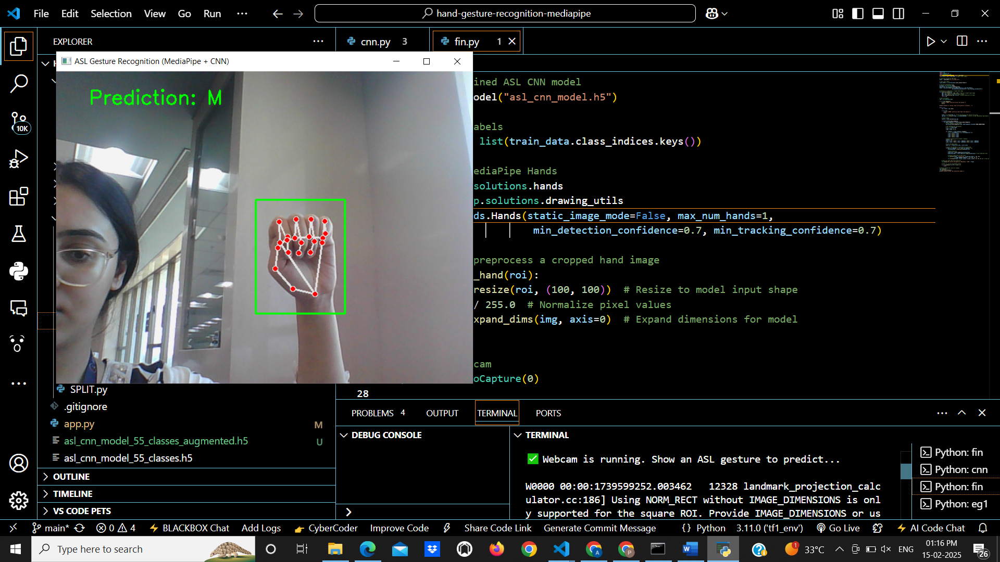 File Edit Selection View Go Run ···
hand-gesture-recognition-mediapipe
EXPLORER ···
cnn.py 3
fin.py 1
ASL Gesture Recognition (MediaPipe + CNN)
Prediction: M
10K
ined ASL CNN model
odel("asl_cnn_model.h5")
abels
list(train_data.class_indices.keys())
ediaPipe Hands
solutions.hands
p.solutions.drawing_utils
ds.Hands(static_image_mode=False, max_num_hands=1,
min_detection_confidence=0.7, min_tracking_confidence=0.7)
preprocess a cropped hand image
_hand(roi):
resize(roi, (100, 100)) # Resize to model input shape
/ 255.0 # Normalize pixel values
xpand_dims(img, axis=0) # Expand dimensions for model
cam
oCapture(0)
28
SPLIT.py
.gitignore
app.py M
asl_cnn_model_55_classes_augmented.h5 U
asl_cnn_model_55_classes.h5
OUTLINE
TIMELINE
VS CODE PETS
PROBLEMS 4 OUTPUT TERMINAL PORTS
DEBUG CONSOLE
TERMINAL
✅ Webcam is running. Show an ASL gesture to predict...
W0000 00:00:1739599252.003462   12328 landmark_projection_calc
ulator.cc:186] Using NORM_RECT without IMAGE_DIMENSIONS is onl
y supported for the square ROI. Provide IMAGE_DIMENSIONS or us
Python: fin
Python: cnn
Python: fin
Python: eg1
main* 0 4 BLACKBOX Chat Add Logs CyberCoder Improve Code Share Code Link Generate Commit Message {} Python 3.11.0 ('tf1_env') Go Live AI Code Chat
Type here to search
33°C ENG
01:16 PM
15-02-2025
26